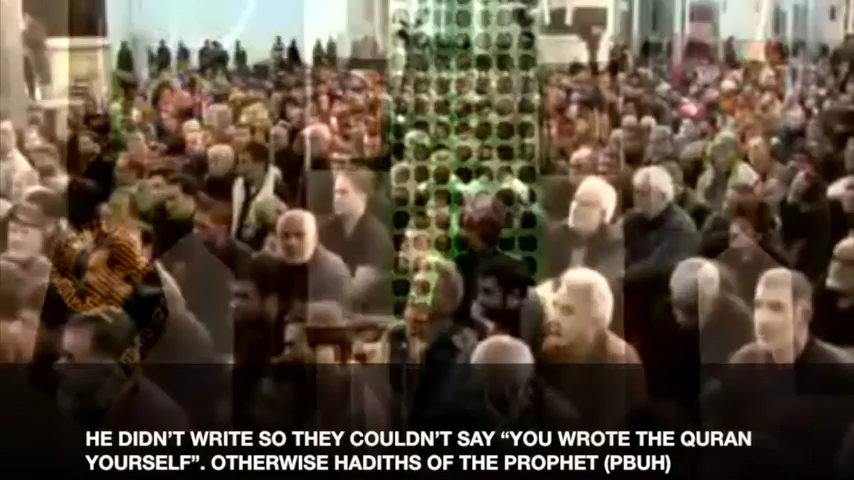 HE DIDN'T WRITE SO THEY COULDN'T SAY “YOU WROTE THE QURAN
YOURSELF”. OTHERWISE HADITHS OF THE PROPHET (PBUH)